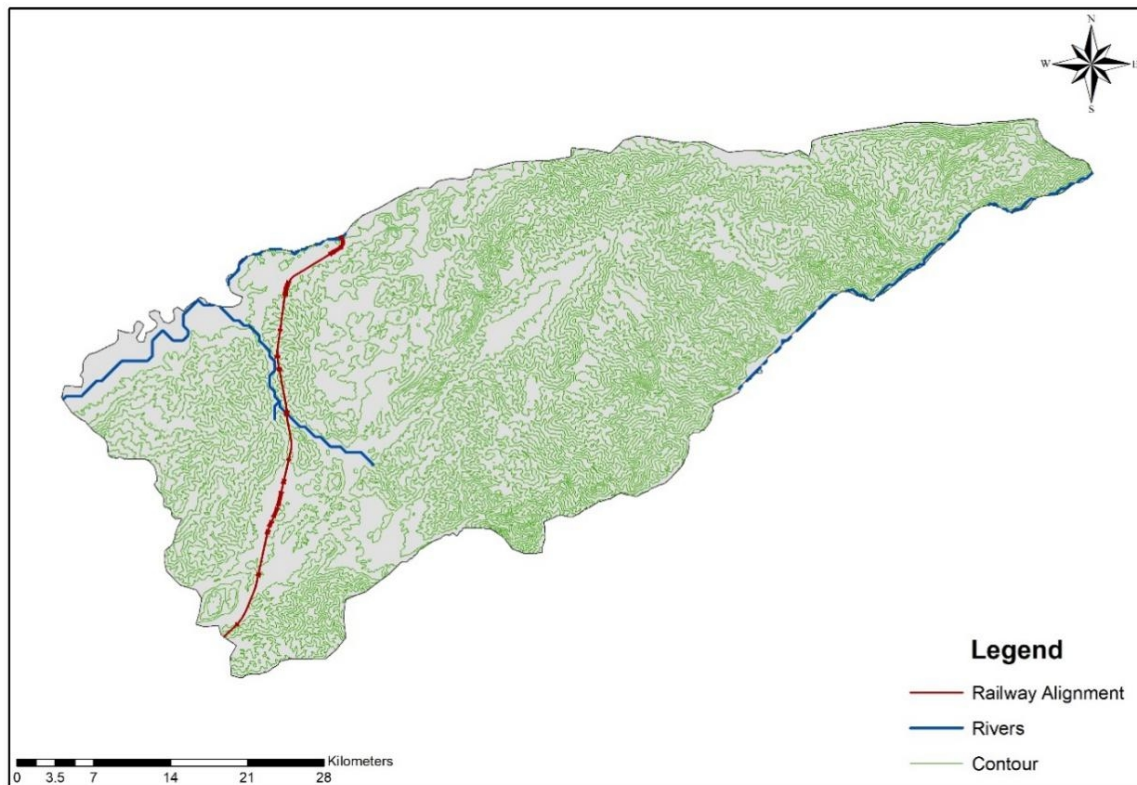 N
W E
S
Legend
Railway Alignment
Rivers
Contour
Kilometers
0 3.5 7 14 21 28